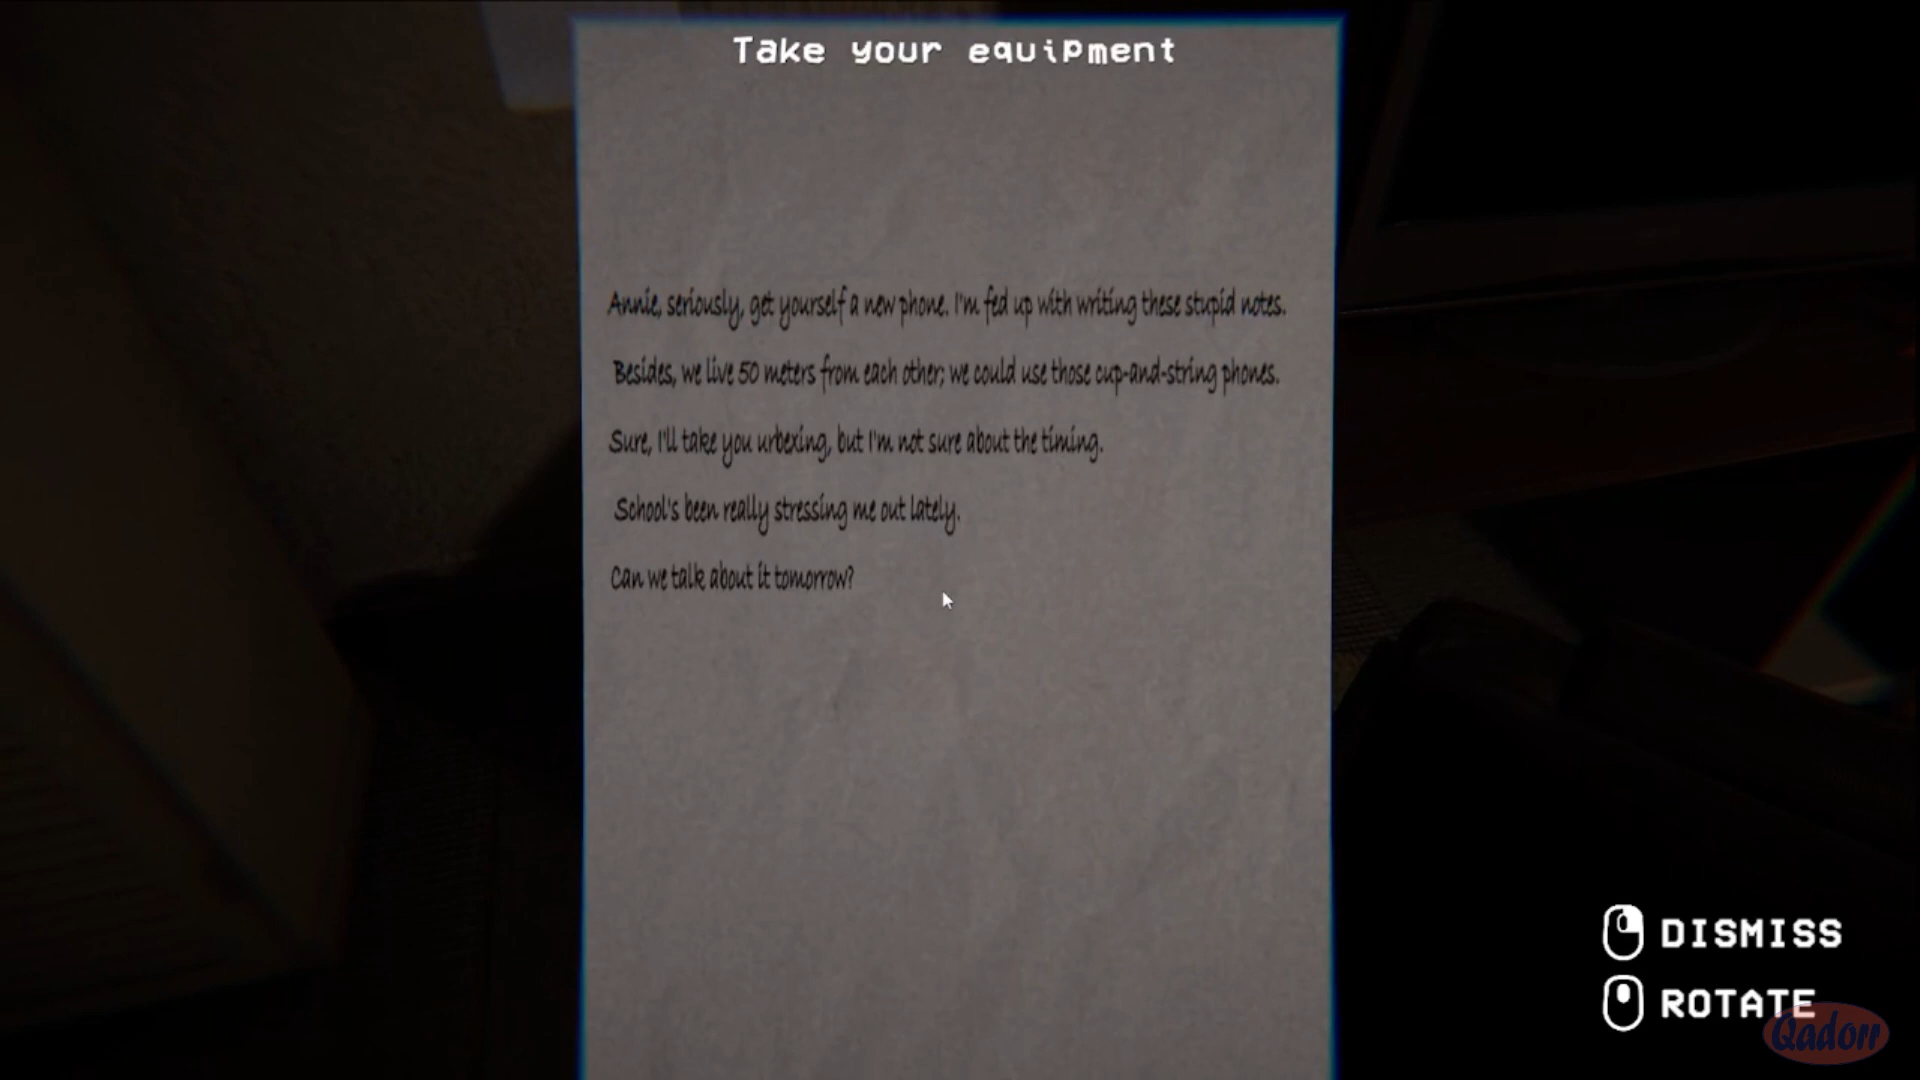 Take your equipment
Annie, seriously, get yourself a new phone. I'm fed up with writing these stupid notes.
Besides, we live 50 meters from each other; we could use those cup-and-string phones.
Sure, I'll take you urbexing, but I'm not sure about the timing.
School's been really stressing me out lately.
Can we talk about it tomorrow?
DISMISS
ROTATE
Qadorr